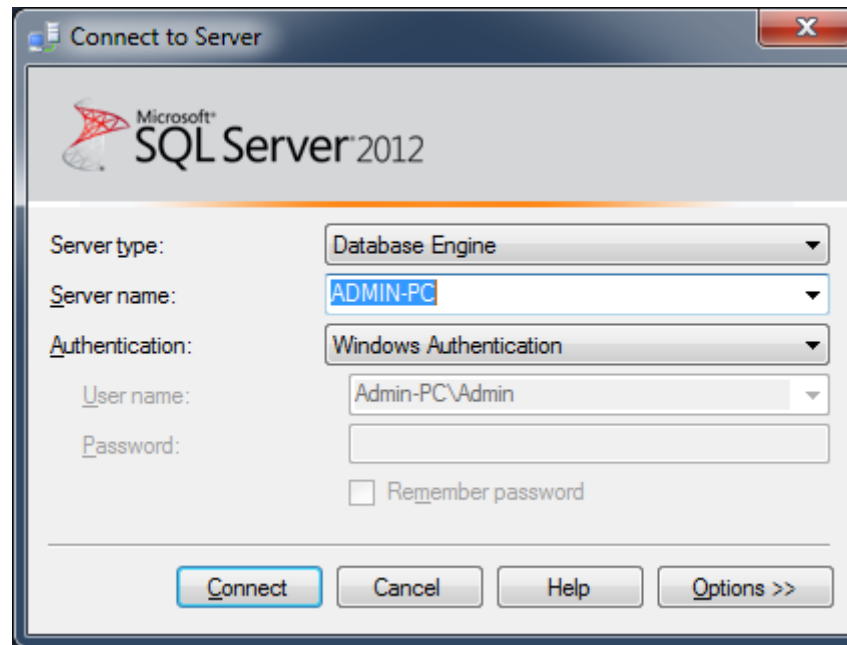 Connect to Server
Microsoft®
SQL Server® 2012
Server type: Database Engine
Server name: ADMIN-PC
Authentication: Windows Authentication
User name: Admin-PC\Admin
Password:
Remember password
Connect Cancel Help Options >>